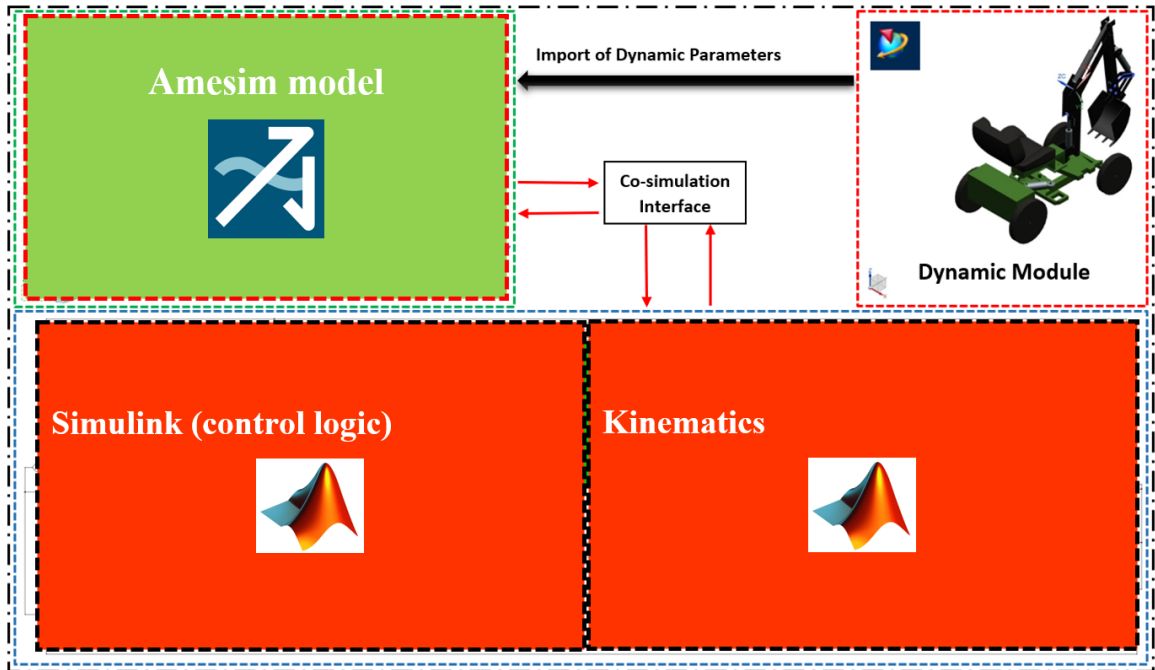 Amesim model
Import of Dynamic Parameters
Co-simulation
Interface
Dynamic Module
Simulink (control logic)
Kinematics